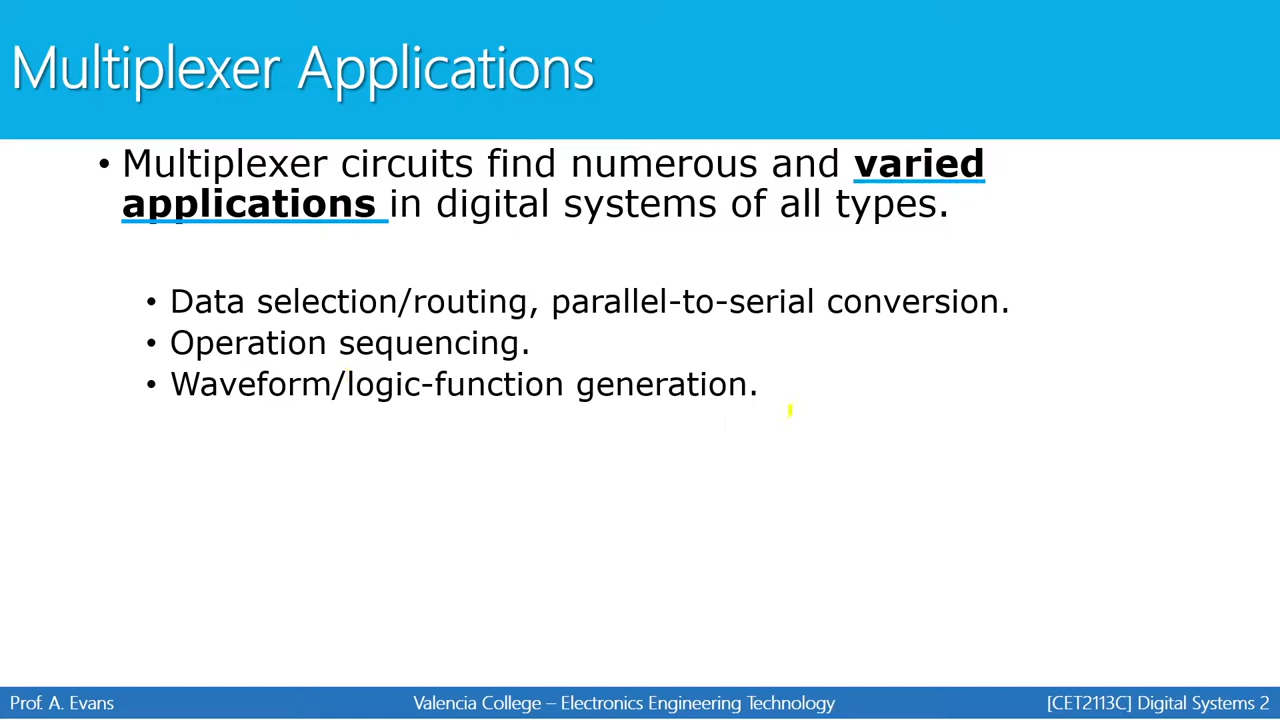 Multiplexer Applications
• Multiplexer circuits find numerous and varied
applications in digital systems of all types.
• Data selection/routing, parallel-to-serial conversion.
• Operation sequencing.
• Waveform/logic-function generation.
Prof. A. Evans
Valencia College – Electronics Engineering Technology
[CET2113C] Digital Systems 2